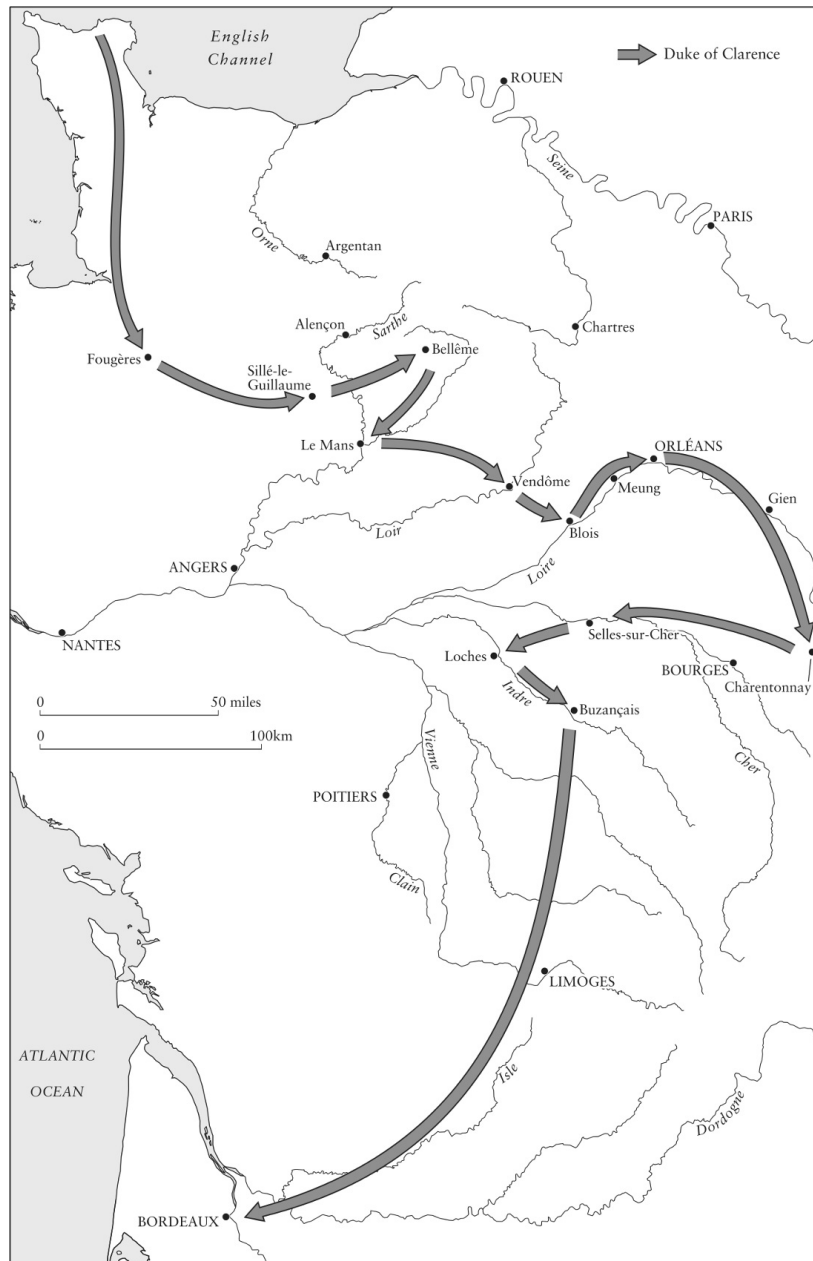 English
Channel
Duke of Clarence
ROUEN
Seine
PARIS
Orne
Argentan
Alençon
Sarthe
Chartres
Bellême
Fougères
Sillé-le-
Guillaume
Le Mans
ORLÉANS
Vendôme
Meung
Gien
Blois
Loir
ANGERS
Loire
NANTES
Selles-sur-Cher
Loches
BOURGES
Charentonnay
Indre
0
50 miles
Buzançais
0
100km
Vienne
Cher
POITIERS
Clain
LIMOGES
ATLANTIC
OCEAN
Isle
Dordogne
BORDEAUX